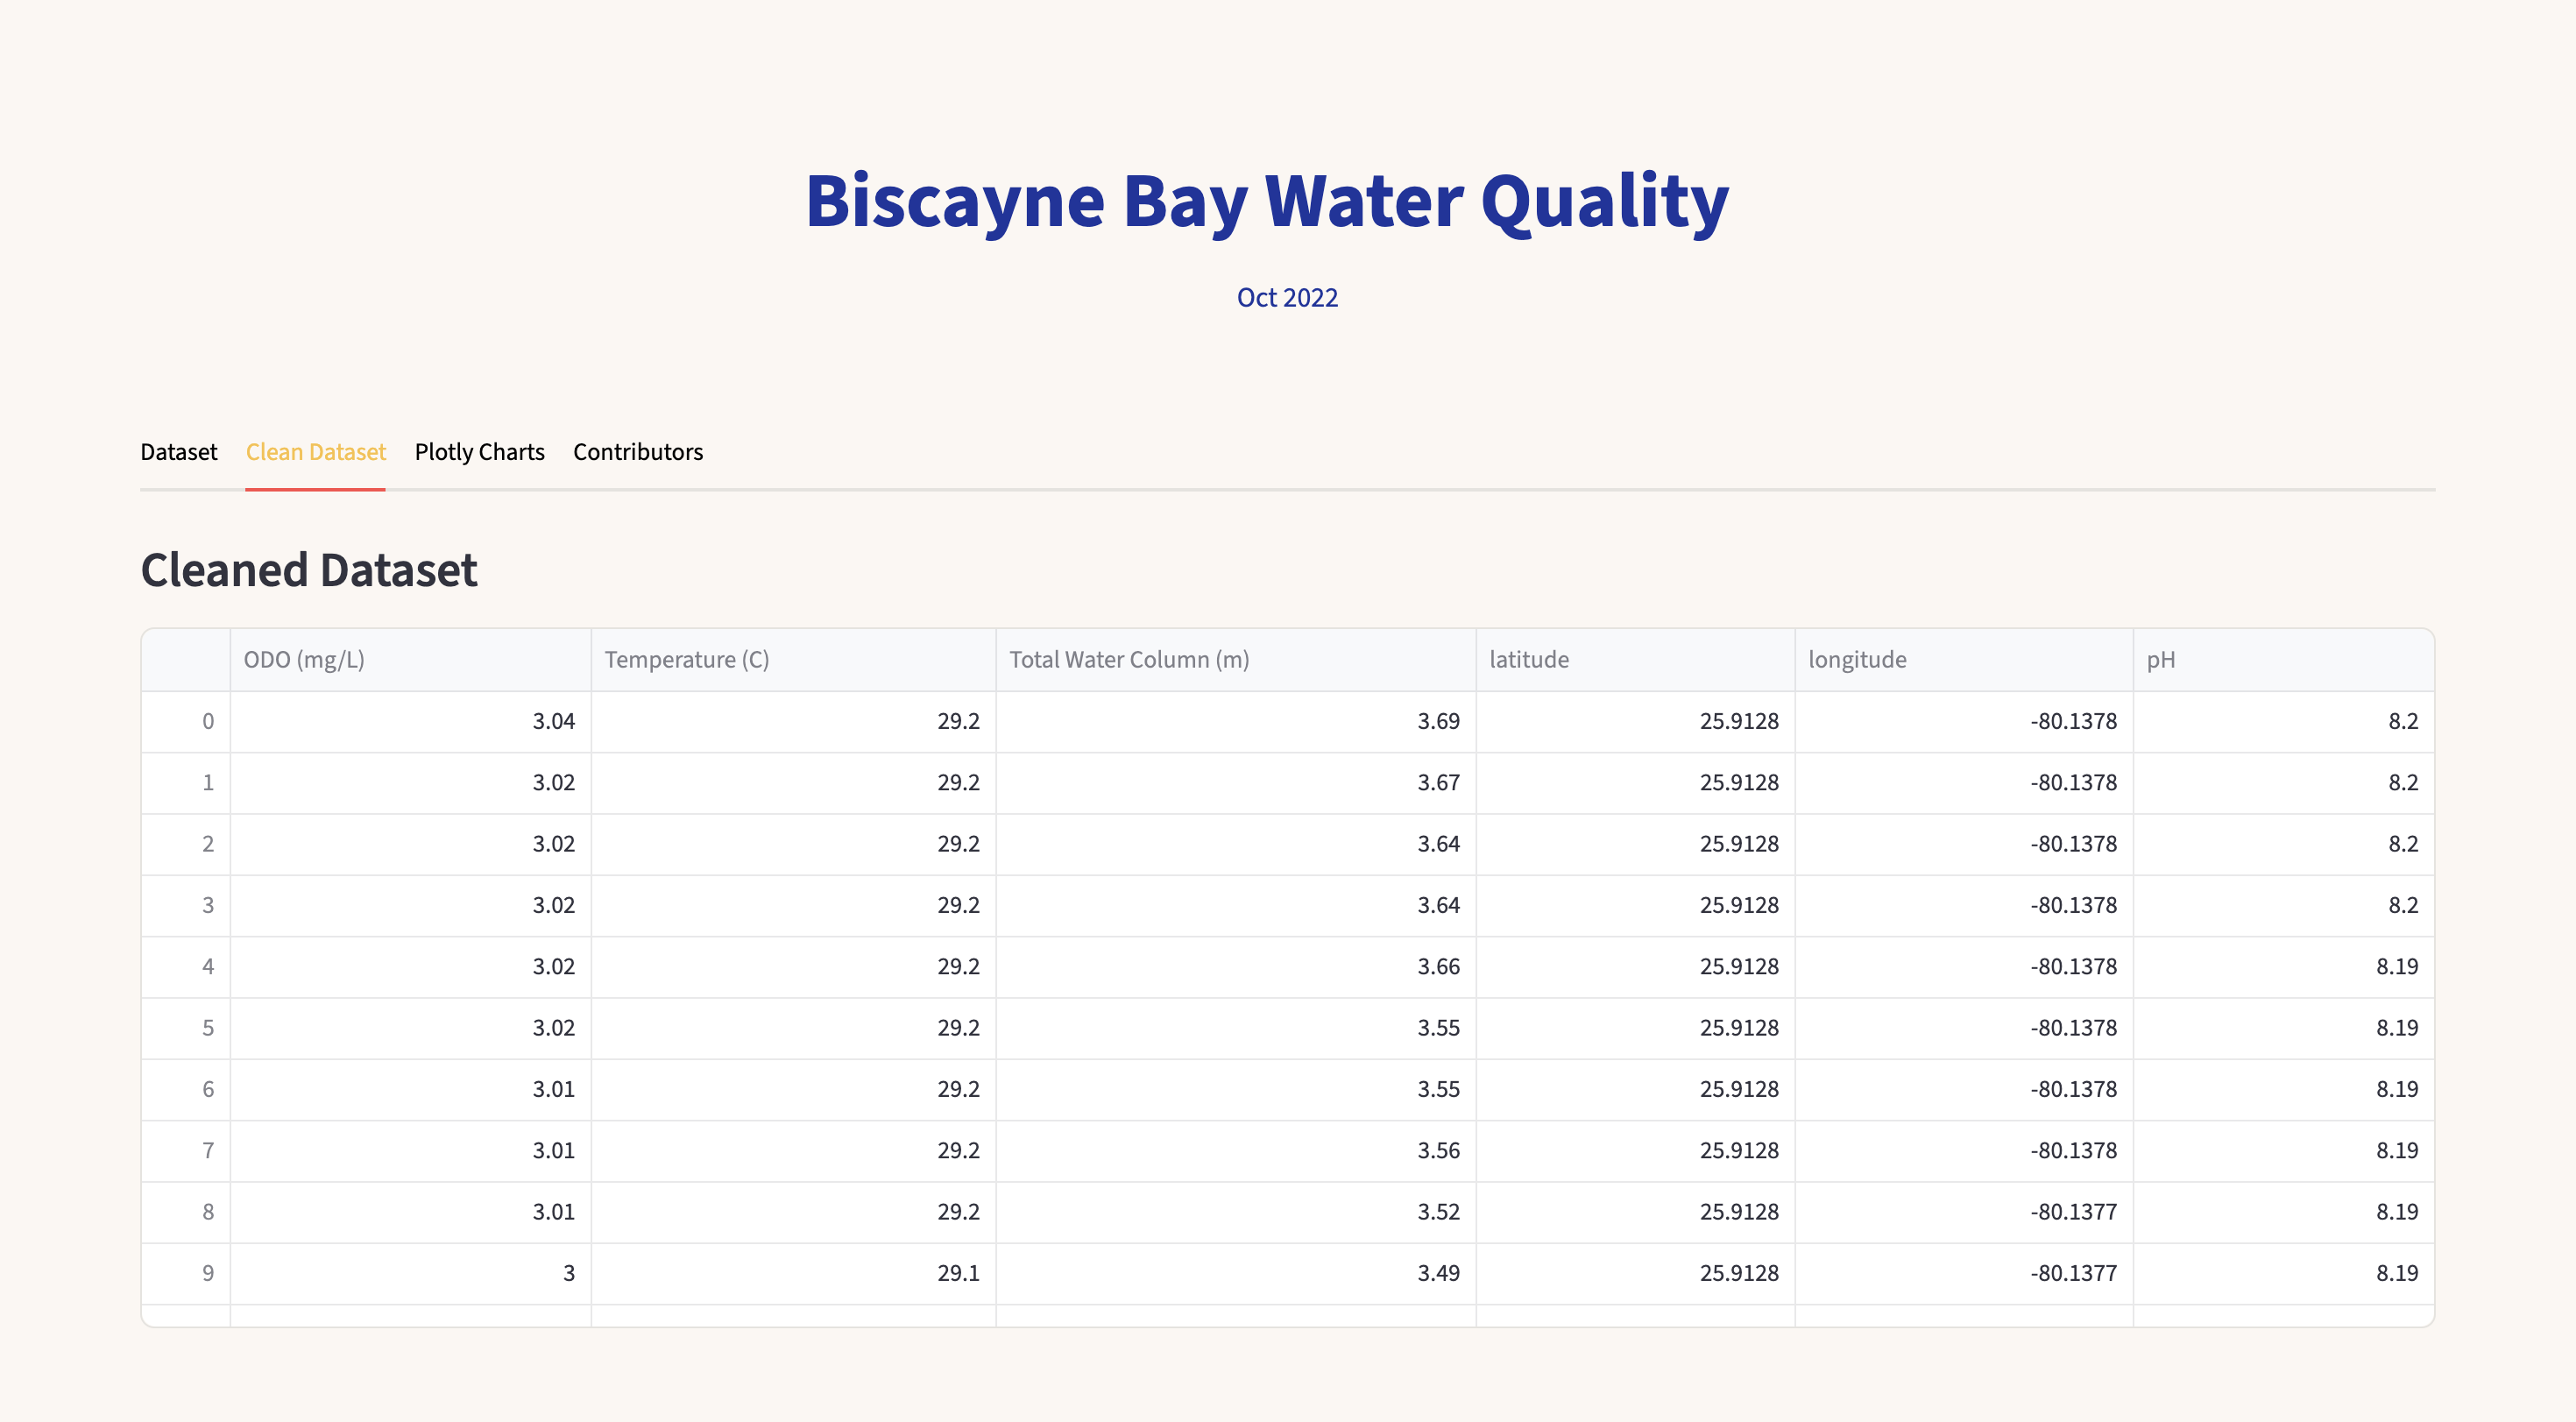 Biscayne Bay Water Quality
Oct 2022
Dataset Clean Dataset Plotly Charts Contributors
Cleaned Dataset
ODO (mg/L) Temperature (C) Total Water Column (m) latitude longitude pH
0 3.04 29.2 3.69 25.9128 -80.1378 8.2
1 3.02 29.2 3.67 25.9128 -80.1378 8.2
2 3.02 29.2 3.64 25.9128 -80.1378 8.2
3 3.02 29.2 3.64 25.9128 -80.1378 8.2
4 3.02 29.2 3.66 25.9128 -80.1378 8.19
5 3.02 29.2 3.55 25.9128 -80.1378 8.19
6 3.01 29.2 3.55 25.9128 -80.1378 8.19
7 3.01 29.2 3.56 25.9128 -80.1378 8.19
8 3.01 29.2 3.52 25.9128 -80.1377 8.19
9 3 29.1 3.49 25.9128 -80.1377 8.19